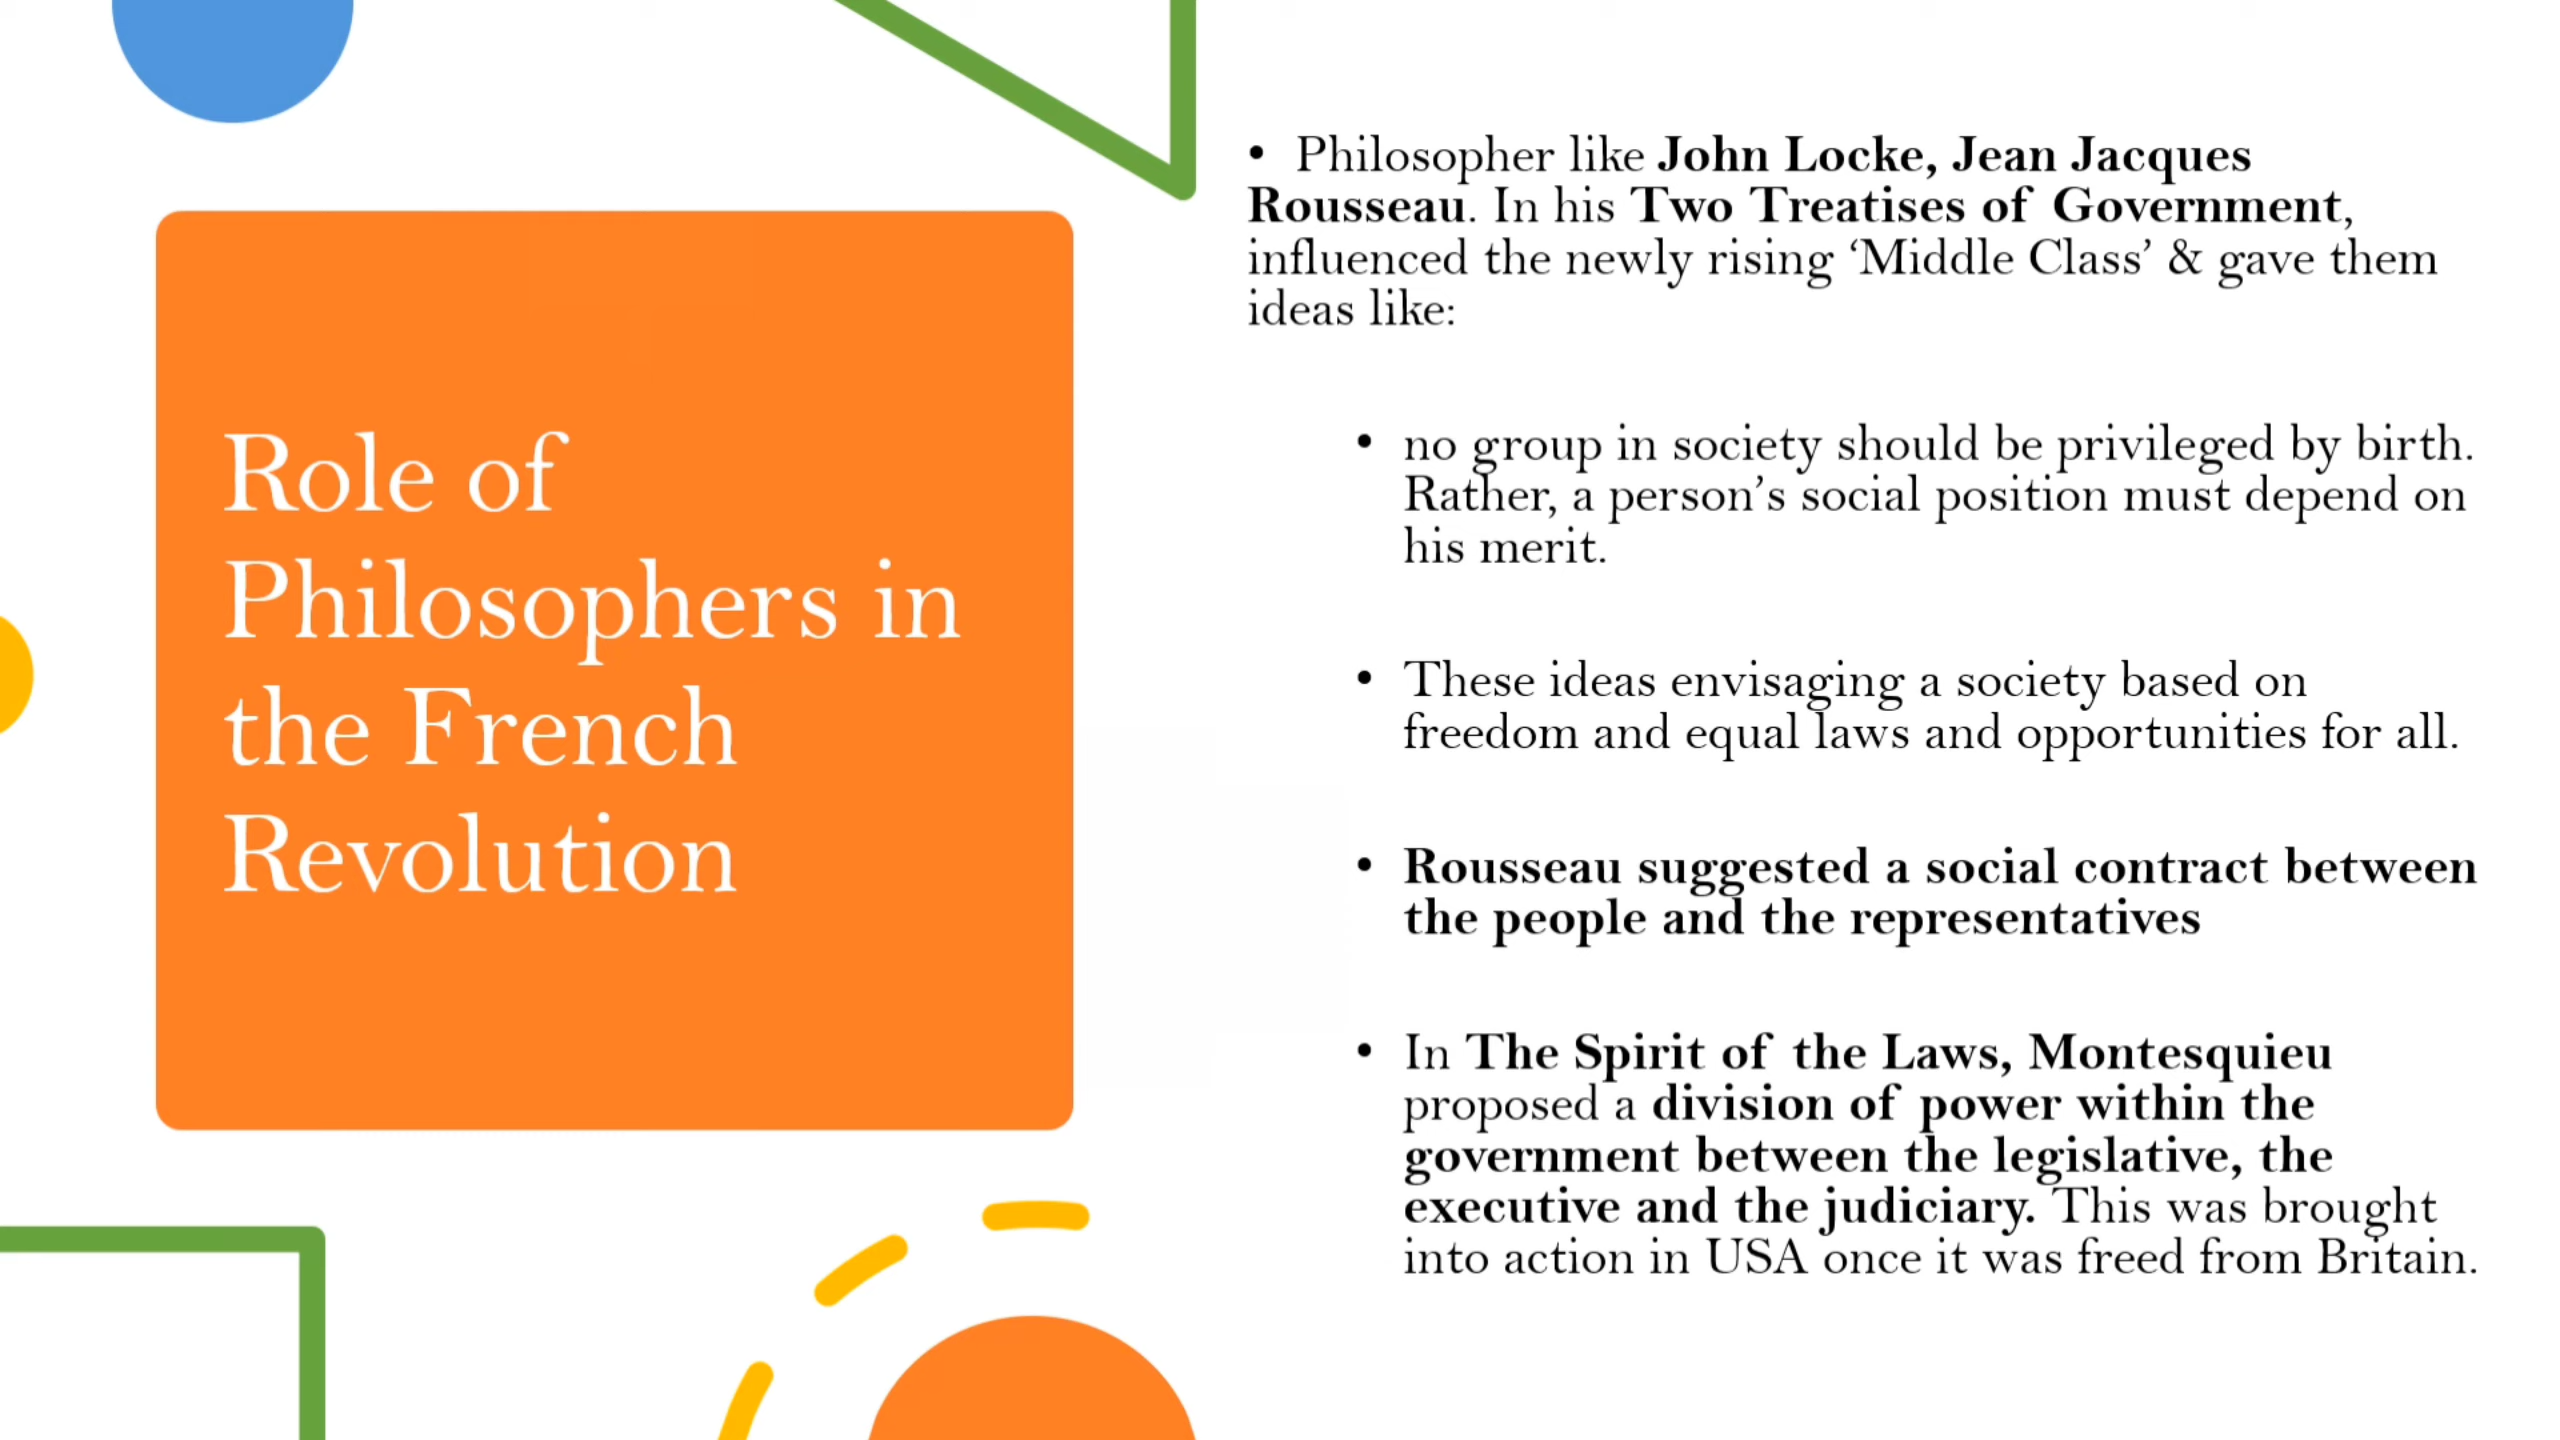 Role of
Philosophers in
the French
Revolution
• Philosopher like John Locke, Jean Jacques
Rousseau. In his Two Treatises of Government,
influenced the newly rising ‘Middle Class’ & gave them
ideas like:
• no group in society should be privileged by birth.
Rather, a person’s social position must depend on
his merit.
• These ideas envisaging a society based on
freedom and equal laws and opportunities for all.
• Rousseau suggested a social contract between
the people and the representatives
• In The Spirit of the Laws, Montesquieu
proposed a division of power within the
government between the legislative, the
executive and the judiciary. This was brought
into action in USA once it was freed from Britain.